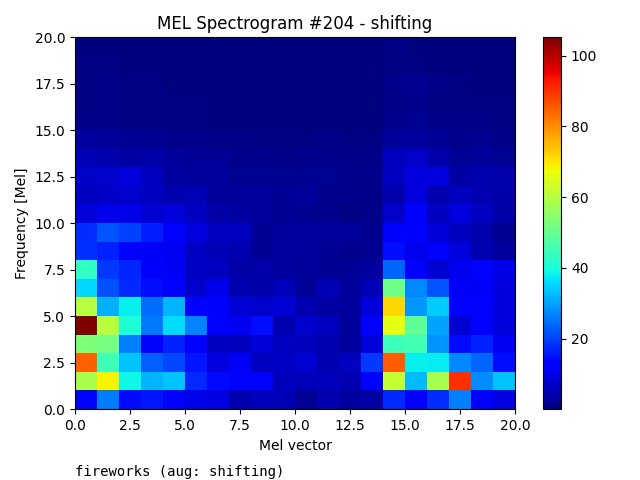 MEL Spectrogram #204 - shifting
20.0
17.5
15.0
12.5
10.0
7.5
5.0
2.5
0.0
Frequency [Mel]
0.0 2.5 5.0 7.5 10.0 12.5 15.0 17.5 20.0
Mel vector
100
80
60
40
20
fireworks (aug: shifting)